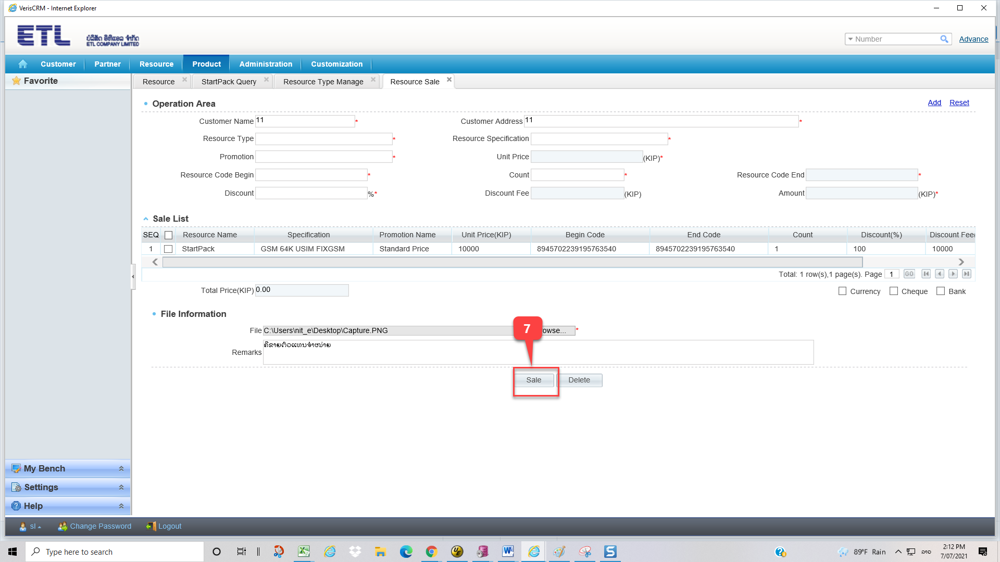 VerisCRM - Internet Explorer
ETL
ບໍລິສັດ ອີທີແອລ ຈຳກັດ
ETL COMPANY LIMITED
Number
Advance
Customer Partner Resource Product Administration Customization
Favorite
Resource StartPack Query Resource Type Manage Resource Sale
Operation Area Add Reset
Customer Name 11 * Customer Address 11 *
Resource Type * Resource Specification *
Promotion * Unit Price (KIP)*
Resource Code Begin * Count * Resource Code End *
Discount %* Discount Fee (KIP) Amount (KIP)*
Sale List
SEQ Resource Name Specification Promotion Name Unit Price(KIP) Begin Code End Code Count Discount(%) Discount Fee(
1 StartPack GSM 64K USIM FIXGSM Standard Price 10000 8945702239195763540 8945702239195763540 1 100 10000
Total: 1 row(s),1 page(s). Page 1 GO
Total Price(KIP) 0.00 Currency Cheque Bank
File Information
File C:\Users\nit_e\Desktop\Capture.PNG 7 owse... *
Remarks ຄືຂາຍຕົວແທນຈຳໜ່າຍ
Sale Delete
My Bench
Settings
Help
sl Change Password Logout
Type here to search
89°F Rain ລາວ 2:12 PM
7/07/2021